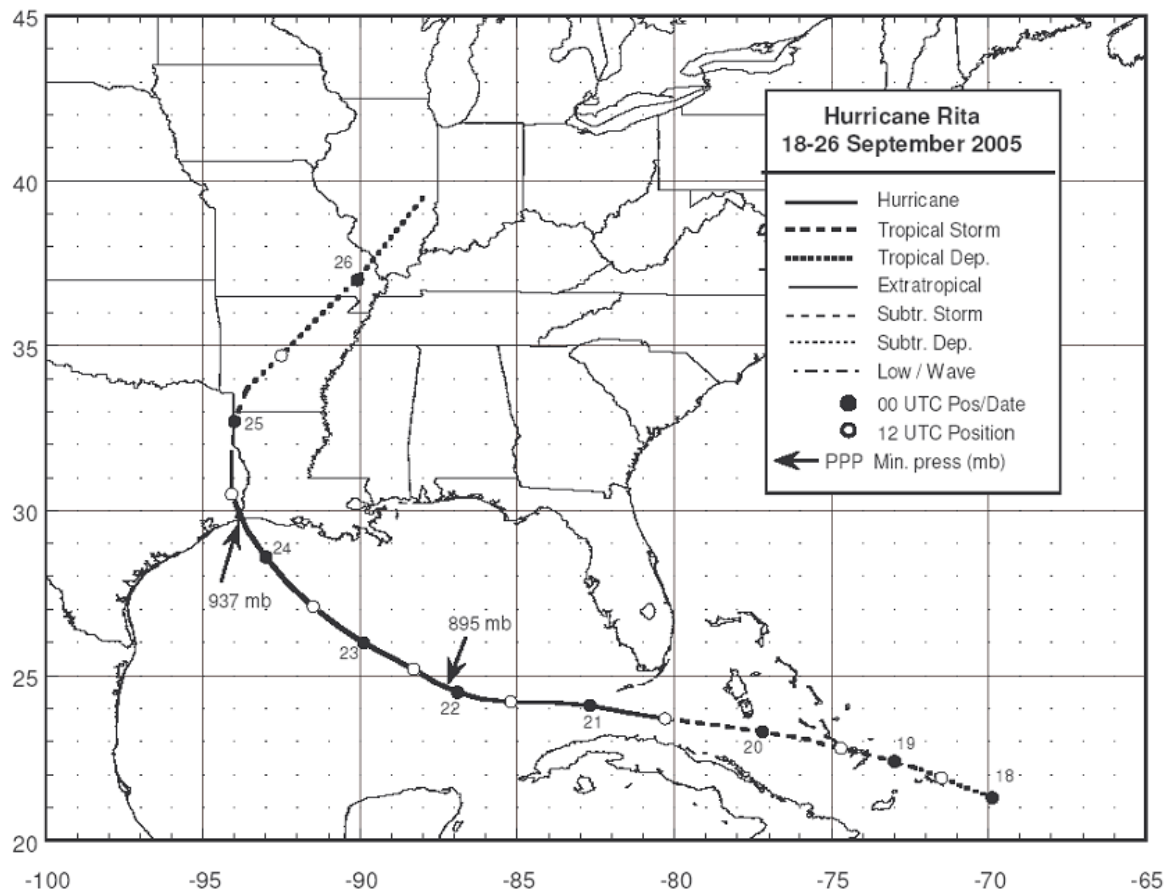 45
40
35
30
25
20
-100 -95 -90 -85 -80 -75 -70 -65
Hurricane Rita
18-26 September 2005
Hurricane
Tropical Storm
Tropical Dep.
Extratropical
Subtr. Storm
Subtr. Dep.
Low / Wave
00 UTC Pos/Date
12 UTC Position
PPP Min. press (mb)
26
25
24
937 mb
895 mb
23
22
21
20
19
18